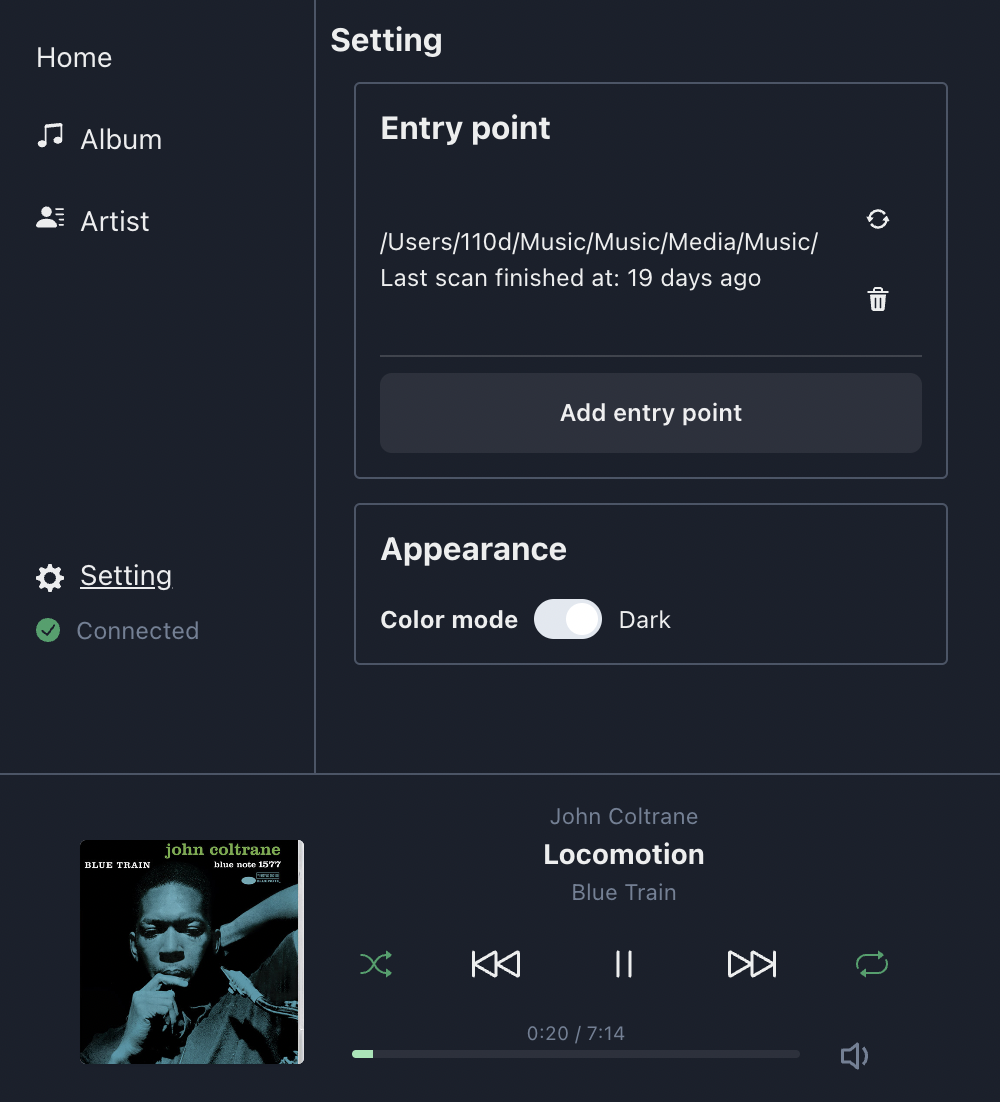 Home
Album
Artist
Setting
Connected
Setting
Entry point
/Users/110d/Music/Music/Media/Music/
Last scan finished at: 19 days ago
Add entry point
Appearance
Color mode Dark
john coltrane
BLUE TRAIN blue note 1577
John Coltrane
Locomotion
Blue Train
0:20 / 7:14